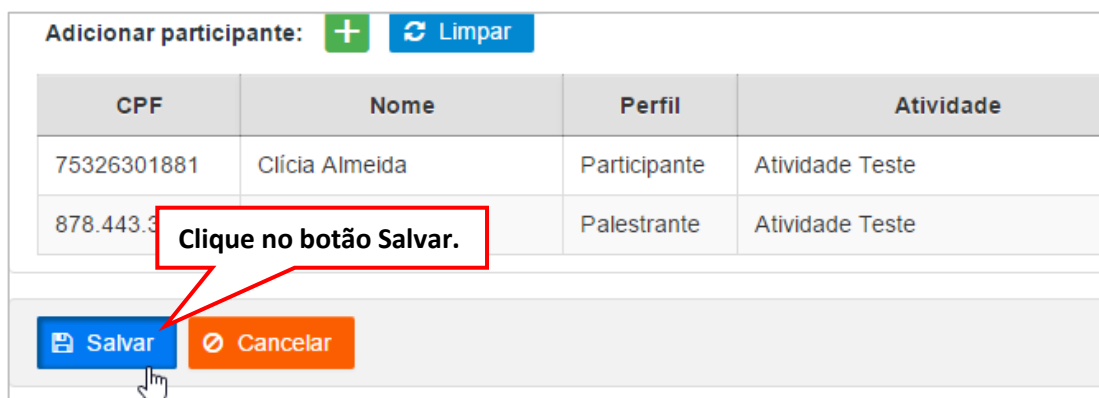 Adicionar participante: Limpar
CPF Nome Perfil Atividade
75326301881 Clícia Almeida Participante Atividade Teste
878.443.3 Palestrante Atividade Teste
Clique no botão Salvar.
Salvar Cancelar